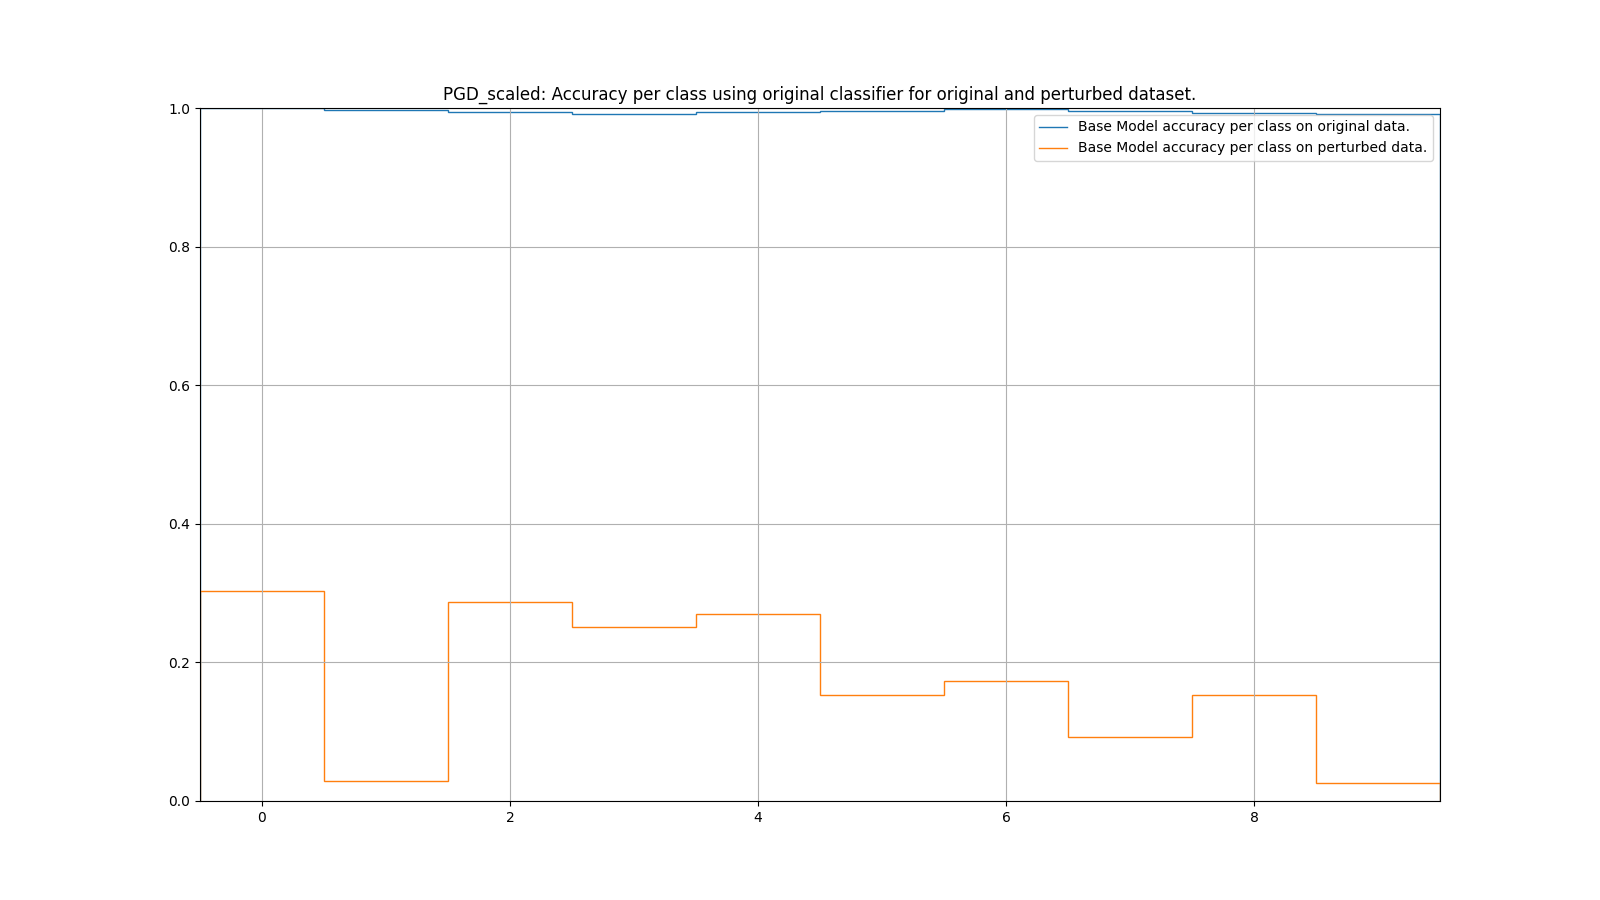 PGD_scaled: Accuracy per class using original classifier for original and perturbed dataset.
1.0
Base Model accuracy per class on original data.
Base Model accuracy per class on perturbed data.
0.8
0.6
0.4
0.2
0.0
0 2 4 6 8